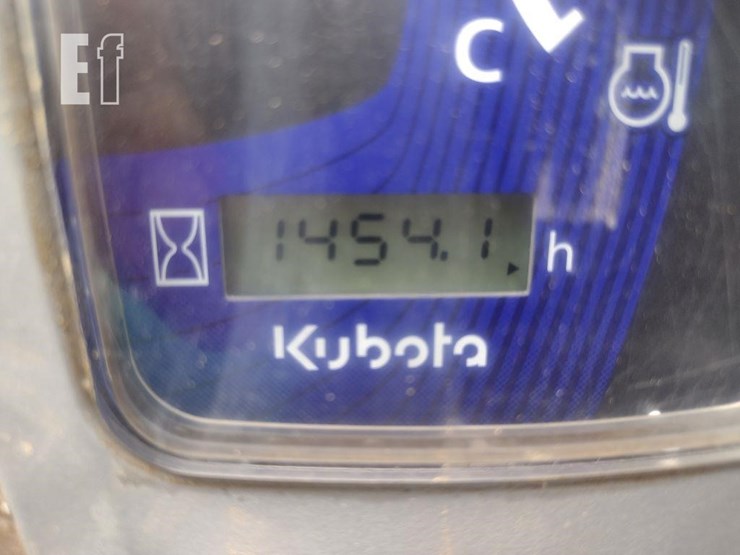 Ef
C
1454.1 h
Kubota